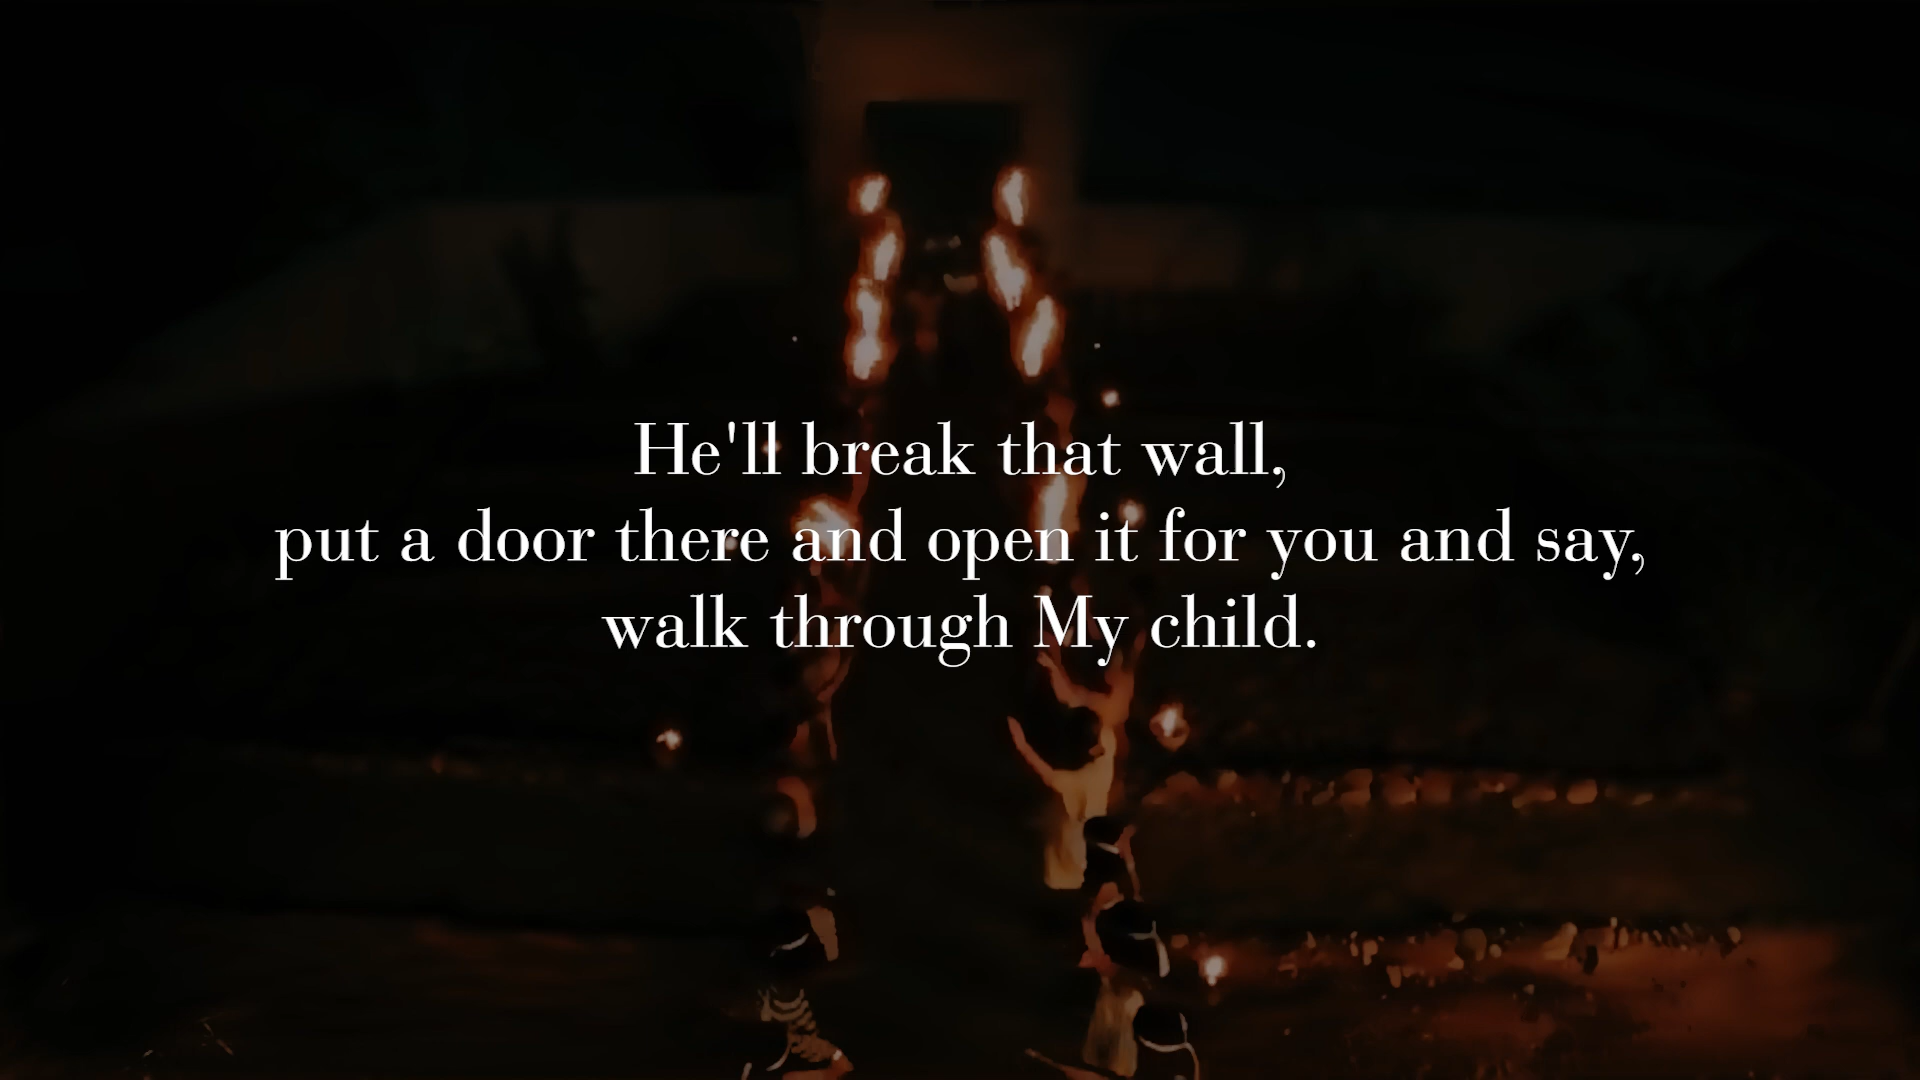 He'll break that wall,
put a door there and open it for you and say,
walk through My child.